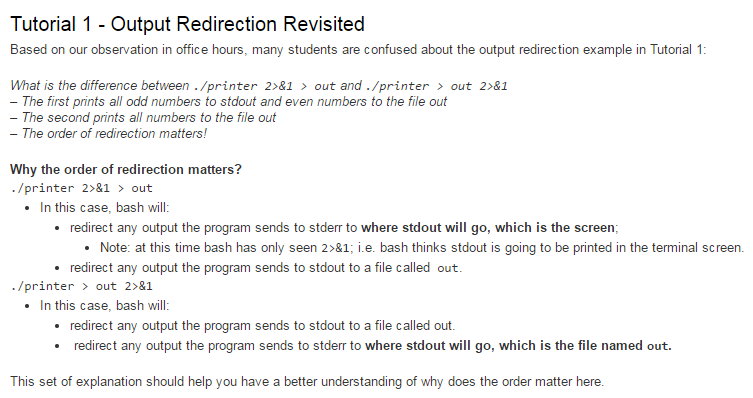 Tutorial 1 - Output Redirection Revisited
Based on our observation in office hours, many students are confused about the output redirection example in Tutorial 1:
What is the difference between ./printer 2>&1 > out and ./printer > out 2>&1
– The first prints all odd numbers to stdout and even numbers to the file out
– The second prints all numbers to the file out
– The order of redirection matters!
Why the order of redirection matters?
./printer 2>&1 > out
• In this case, bash will:
• redirect any output the program sends to stderr to where stdout will go, which is the screen;
• Note: at this time bash has only seen 2>&1; i.e. bash thinks stdout is going to be printed in the terminal screen.
• redirect any output the program sends to stdout to a file called out.
./printer > out 2>&1
• In this case, bash will:
• redirect any output the program sends to stdout to a file called out.
• redirect any output the program sends to stderr to where stdout will go, which is the file named out.
This set of explanation should help you have a better understanding of why does the order matter here.